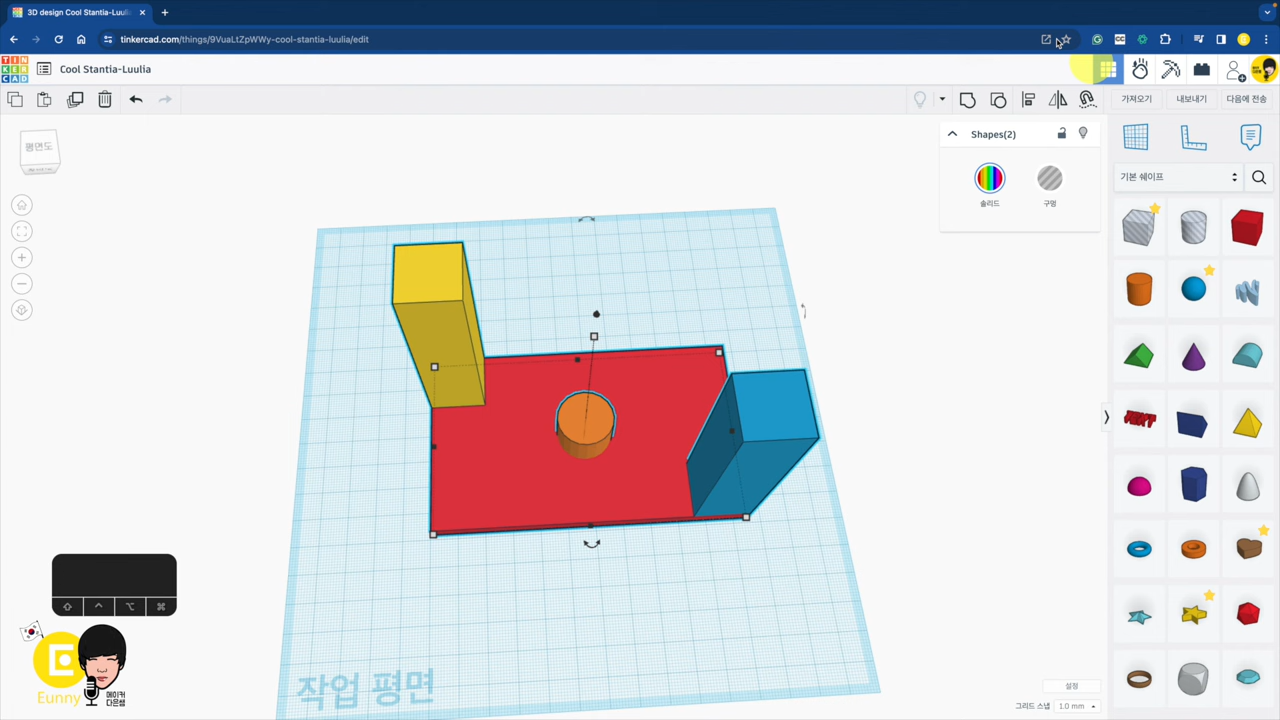 3D design Cool Stantia-Luulia
tinkercad.com/things/9VuaLtZpWWy-cool-stantia-luulia/edit
TIN
KER
CAD
Cool Stantia-Luulia
가져오기
내보내기
다음에 전송
평면도
Shapes(2)
솔리드
구멍
기본 쉐이프
TEXT
작업 평면
Eunny
메이커
다은쌤
설정
그리드 스냅
1.0 mm